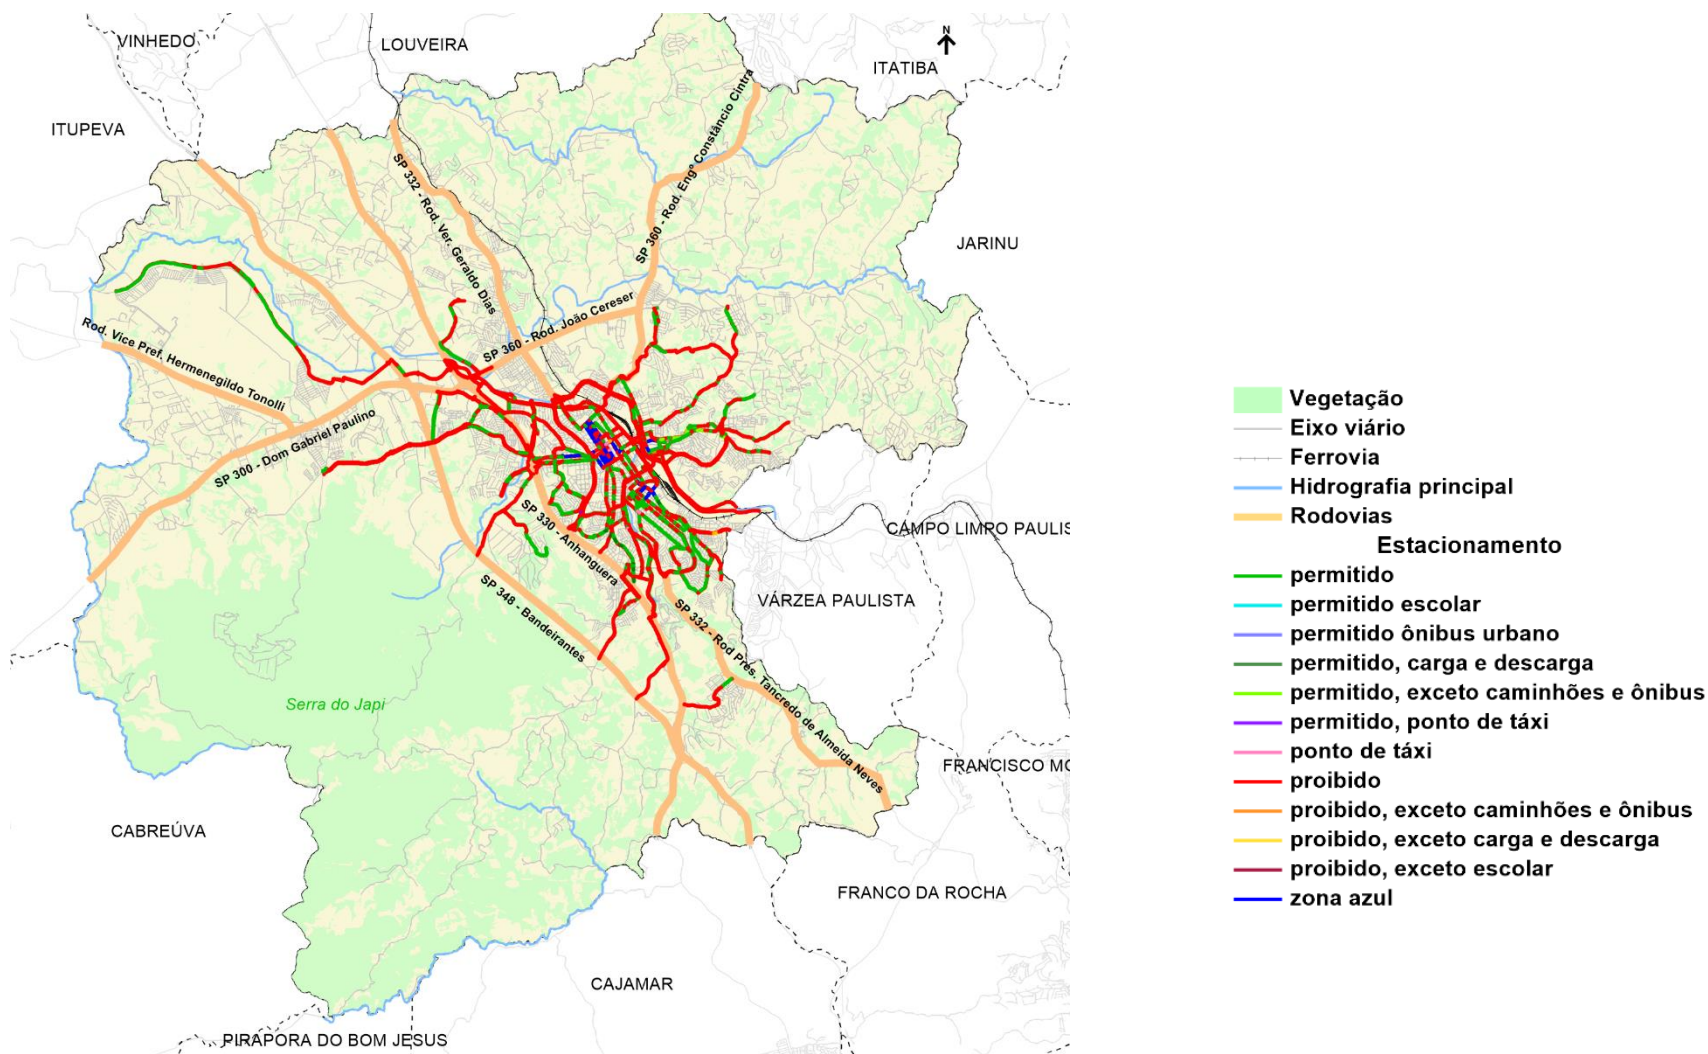 VINHEDO
LOUVEIRA
N
ITATIBA
ITUPEVA
JARINU
SP 332 - Rod. Ver. Geraldo Dias
SP 360 - Rod. Engº Constâncio Cintra
SP 360 - Rod. João Cereser
Rod. Vice Pref. Hermenegildo Tonolli
SP 300 - Dom Gabriel Paulino
SP 330 - Anhanguera
SP 348 - Bandeirantes
SP 332 - Rod Pres. Tancredo de Almeida Neves
CAMPO LIMRO PAULIS
VÁRZEA PAULISTA
Serra do Japi
FRANCISCO MO
CABREÚVA
FRANCO DA ROCHA
CAJAMAR
PIRAPORA DO BOM JESUS
Vegetação
Eixo viário
Ferrovia
Hidrografia principal
Rodovias
Estacionamento
permitido
permitido escolar
permitido ônibus urbano
permitido, carga e descarga
permitido, exceto caminhões e ônibus
permitido, ponto de táxi
ponto de táxi
proibido
proibido, exceto caminhões e ônibus
proibido, exceto carga e descarga
proibido, exceto escolar
zona azul